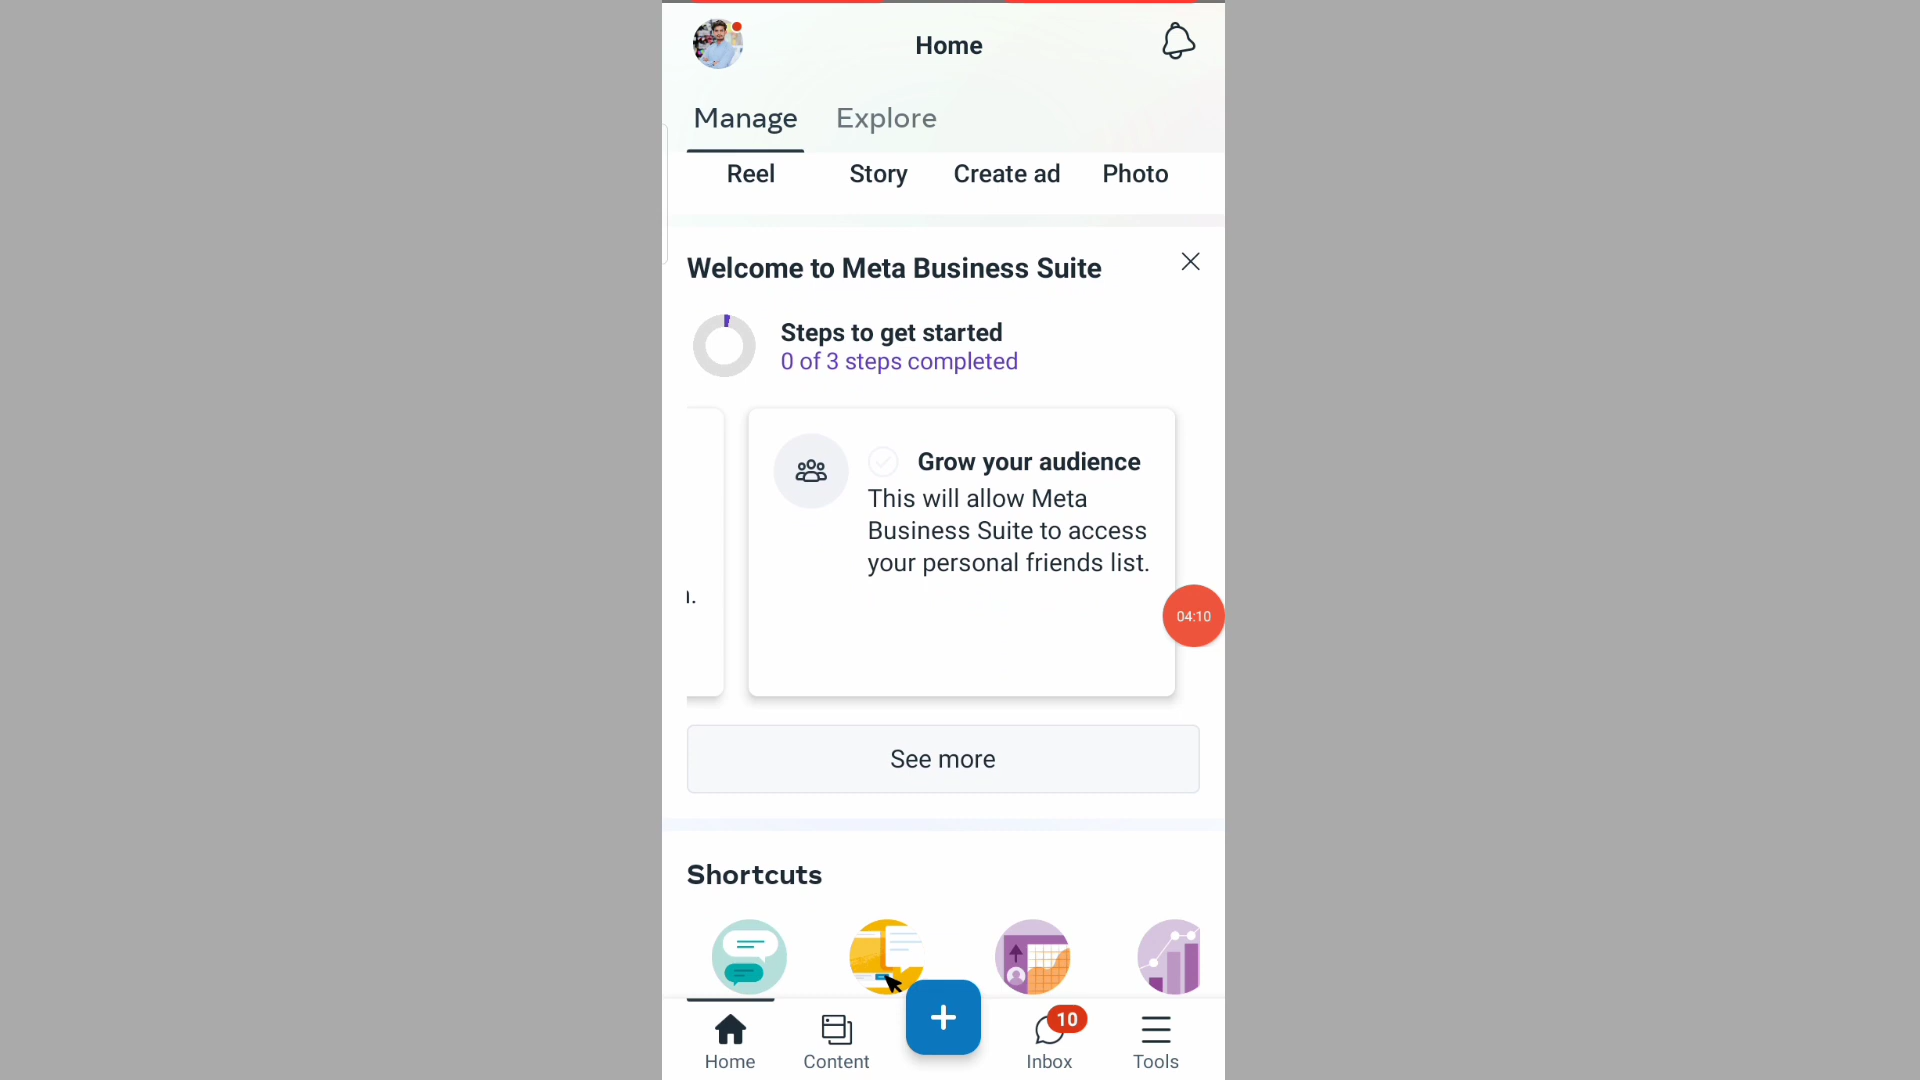 Home
Manage Explore
Reel Story Create ad Photo
Welcome to Meta Business Suite
Steps to get started
0 of 3 steps completed
Grow your audience
This will allow Meta
Business Suite to access
your personal friends list.
04:10
See more
Shortcuts
10
Home Content Inbox Tools